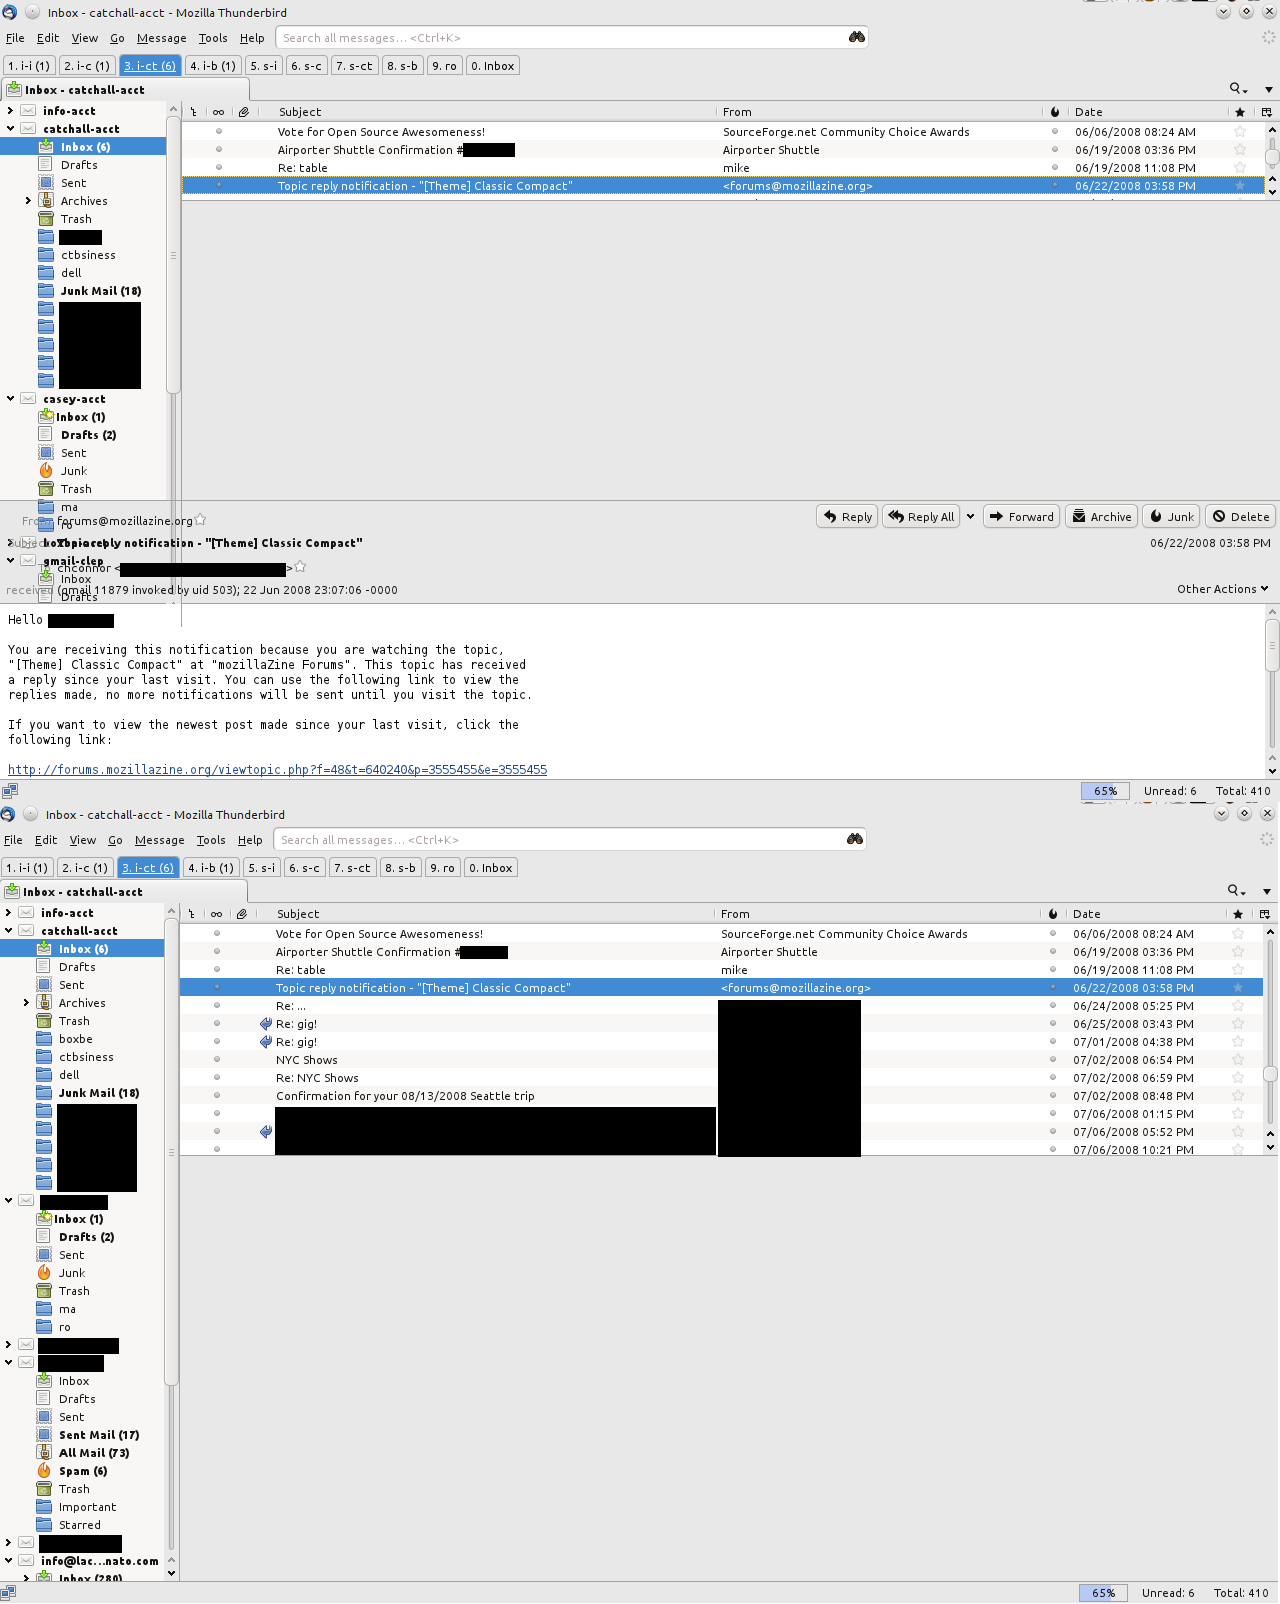 Inbox - catchall-acct - Mozilla Thunderbird
File Edit View Go Message Tools Help Search all messages... <Ctrl+K>
1. i-i (1) 2. i-c (1) 3. i-ct (6) 4. i-b (1) 5. s-i 6. s-c 7. s-ct 8. s-b 9. ro 0. Inbox
Inbox - catchall-acct
Subject From Date
info-acct
catchall-acct
Inbox (6)
Drafts
Sent
Archives
Trash
ctbsiness
dell
Junk Mail (18)
casey-acct
Inbox (1)
Drafts (2)
Sent
Junk
Trash
ma
ro
gmail-clep
Inbox
Drafts
Vote for Open Source Awesomeness! SourceForge.net Community Choice Awards 06/06/2008 08:24 AM
Airporter Shuttle Confirmation # Airporter Shuttle 06/19/2008 03:36 PM
Re: table mike 06/19/2008 11:08 PM
Topic reply notification - "[Theme] Classic Compact" <forums@mozillazine.org> 06/22/2008 03:58 PM
From forums@mozillazine.org Reply Reply All Forward Archive Junk Delete
Subject Topic reply notification - "[Theme] Classic Compact" 06/22/2008 03:58 PM
To chconnor < >
received (qmail 11879 invoked by uid 503); 22 Jun 2008 23:07:06 -0000 Other Actions
Hello
You are receiving this notification because you are watching the topic,
"[Theme] Classic Compact" at "mozillaZine Forums". This topic has received
a reply since your last visit. You can use the following link to view the
replies made, no more notifications will be sent until you visit the topic.
If you want to view the newest post made since your last visit, click the
following link:
http://forums.mozillazine.org/viewtopic.php?f=48&t=640240&p=3555455&e=3555455
65% Unread: 6 Total: 410
Inbox - catchall-acct - Mozilla Thunderbird
File Edit View Go Message Tools Help Search all messages... <Ctrl+K>
1. i-i (1) 2. i-c (1) 3. i-ct (6) 4. i-b (1) 5. s-i 6. s-c 7. s-ct 8. s-b 9. ro 0. Inbox
Inbox - catchall-acct
Subject From Date
info-acct
catchall-acct
Inbox (6)
Drafts
Sent
Archives
Trash
boxbe
ctbsiness
dell
Junk Mail (18)
Inbox (1)
Drafts (2)
Sent
Junk
Trash
ma
ro
Inbox
Drafts
Sent
Sent Mail (17)
All Mail (73)
Spam (6)
Trash
Important
Starred
info@lac...nato.com
Inbox (280)
Vote for Open Source Awesomeness! SourceForge.net Community Choice Awards 06/06/2008 08:24 AM
Airporter Shuttle Confirmation # Airporter Shuttle 06/19/2008 03:36 PM
Re: table mike 06/19/2008 11:08 PM
Topic reply notification - "[Theme] Classic Compact" <forums@mozillazine.org> 06/22/2008 03:58 PM
Re: ... 06/24/2008 05:25 PM
Re: gig! 06/25/2008 03:43 PM
Re: gig! 07/01/2008 04:38 PM
NYC Shows 07/02/2008 06:54 PM
Re: NYC Shows 07/02/2008 06:59 PM
Confirmation for your 08/13/2008 Seattle trip 07/02/2008 08:48 PM
07/06/2008 01:15 PM
07/06/2008 05:52 PM
07/06/2008 10:21 PM
65% Unread: 6 Total: 410